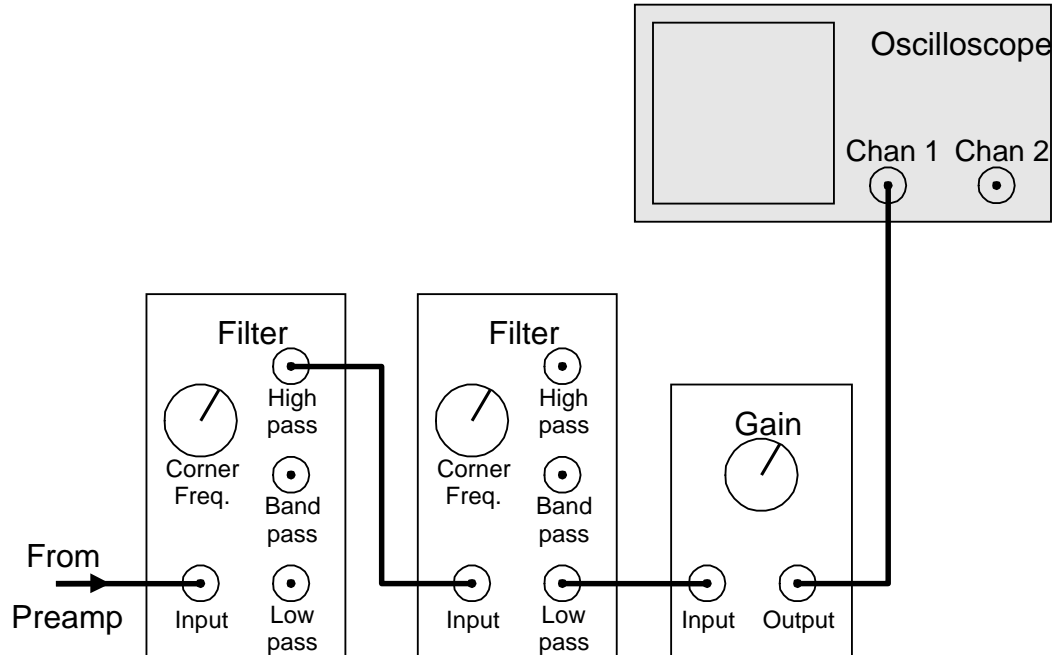 Oscilloscope
Chan 1 Chan 2
Filter
High
pass
Corner
Freq.
Band
pass
From
Preamp
Input
Low
pass
Filter
High
pass
Corner
Freq.
Band
pass
Input
Low
pass
Gain
Input Output